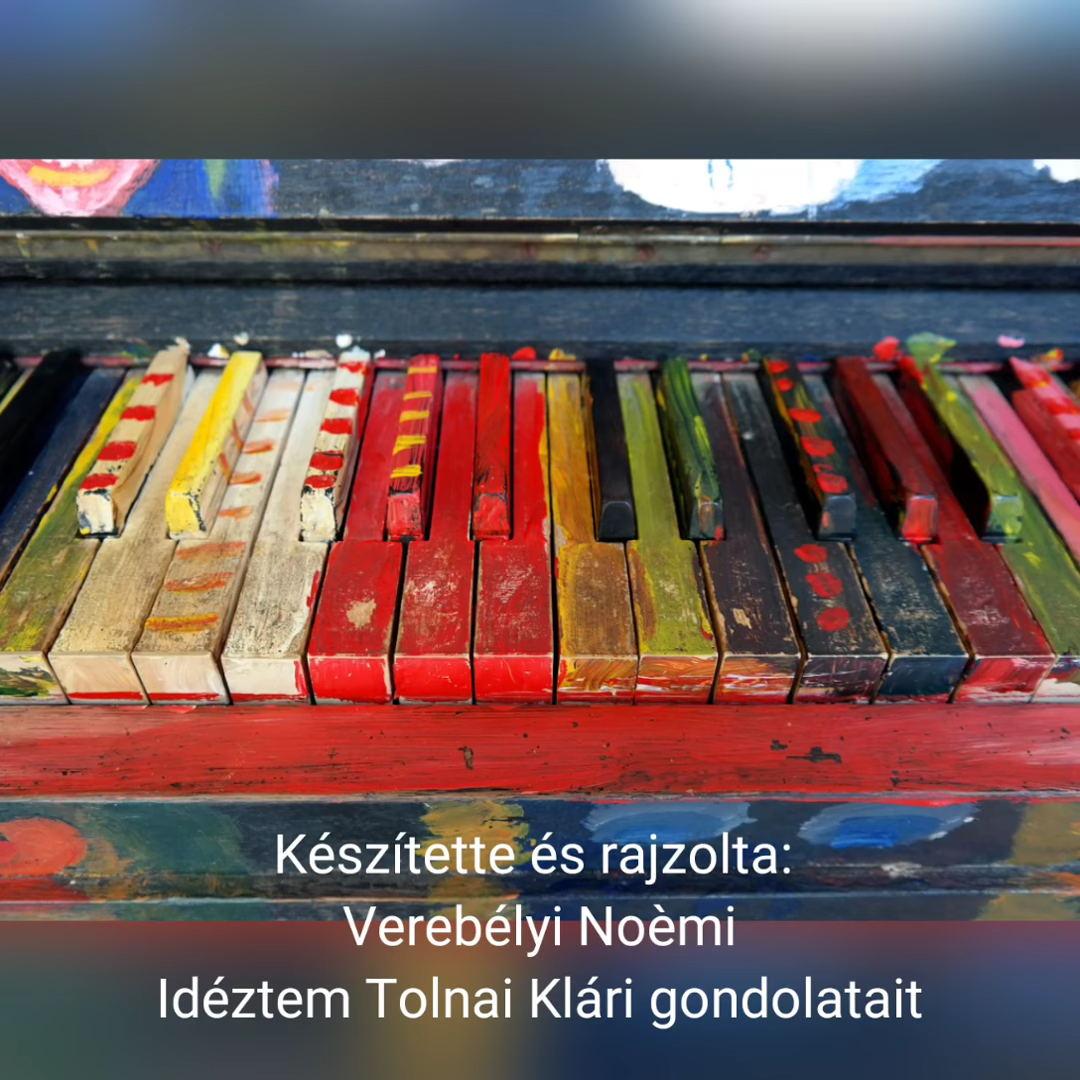 Készítette és rajzolta:
Verebélyi Noèmi
Idéztem Tolnai Klári gondolatait